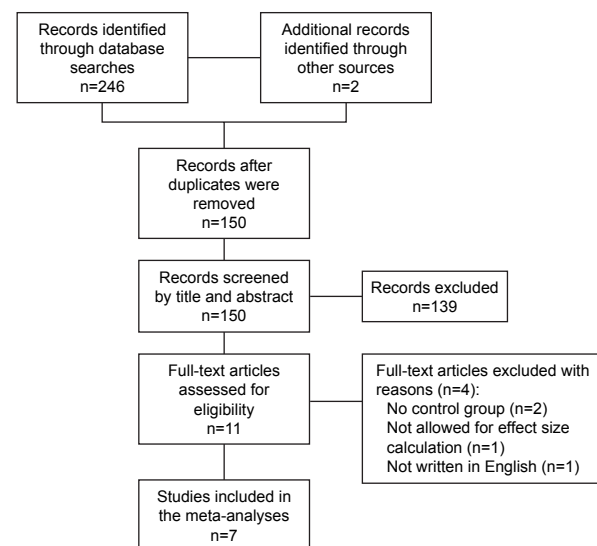 Records identified
through database
searches
n=246
Additional records
identified through
other sources
n=2
Records after
duplicates were
removed
n=150
Records screened
by title and abstract
n=150
Records excluded
n=139
Full-text articles
assessed for
eligibility
n=11
Full-text articles excluded with
reasons (n=4):
No control group (n=2)
Not allowed for effect size
calculation (n=1)
Not written in English (n=1)
Studies included in
the meta-analyses
n=7